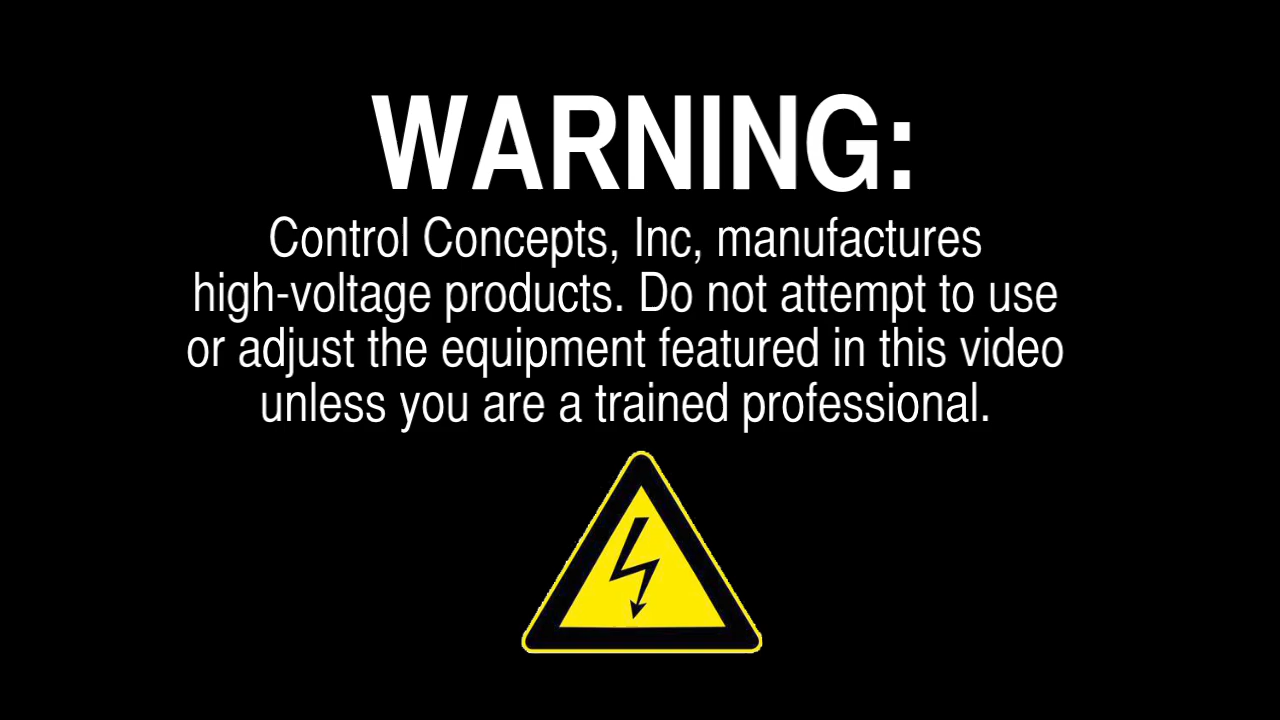 WARNING:
Control Concepts, Inc, manufactures
high-voltage products. Do not attempt to use
or adjust the equipment featured in this video
unless you are a trained professional.